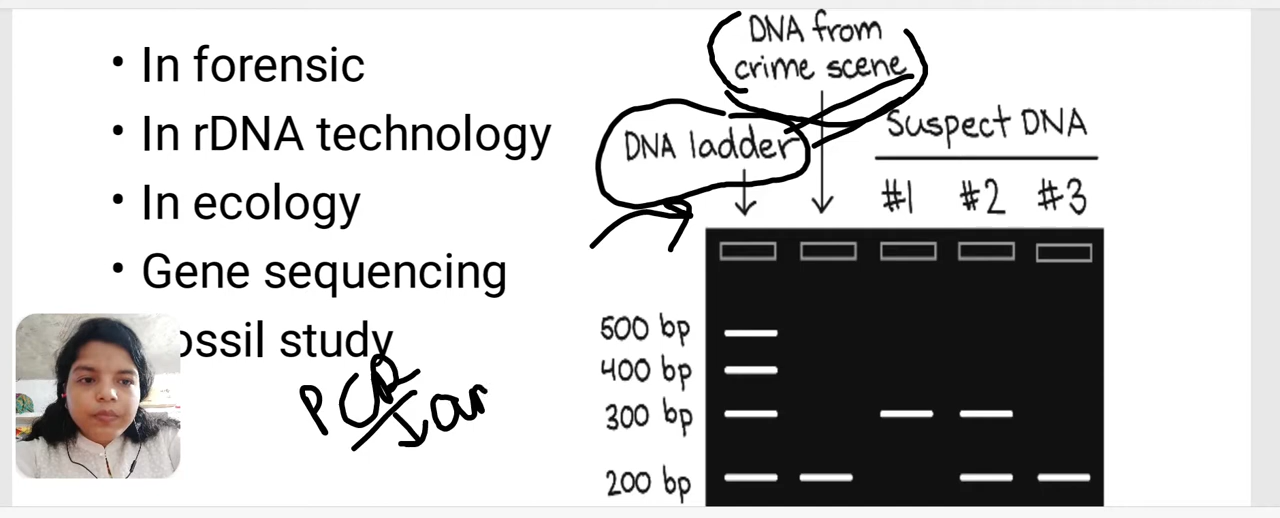 • In forensic
• In rDNA technology
• In ecology
• Gene sequencing
ossil study
PCR
DNA from
crime scene
DNA ladder
Suspect DNA
#1 #2 #3
500 bp
400 bp
300 bp
200 bp